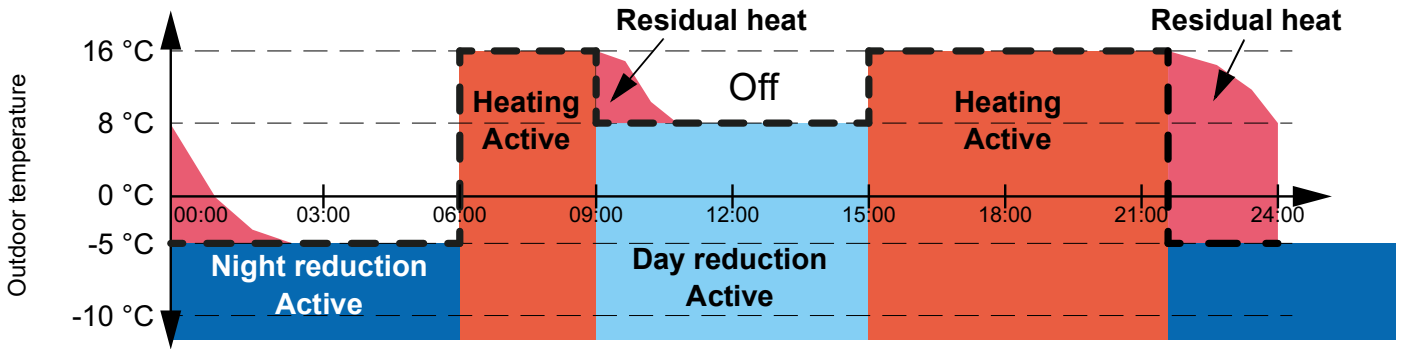 Residual heat
Residual heat
Outdoor temperature
16 °C
8 °C
0 °C
-5 °C
-10 °C
Heating
Active
Off
Heating
Active
00:00
03:00
06:00
09:00
12:00
15:00
18:00
21:00
24:00
Night reduction
Active
Day reduction
Active